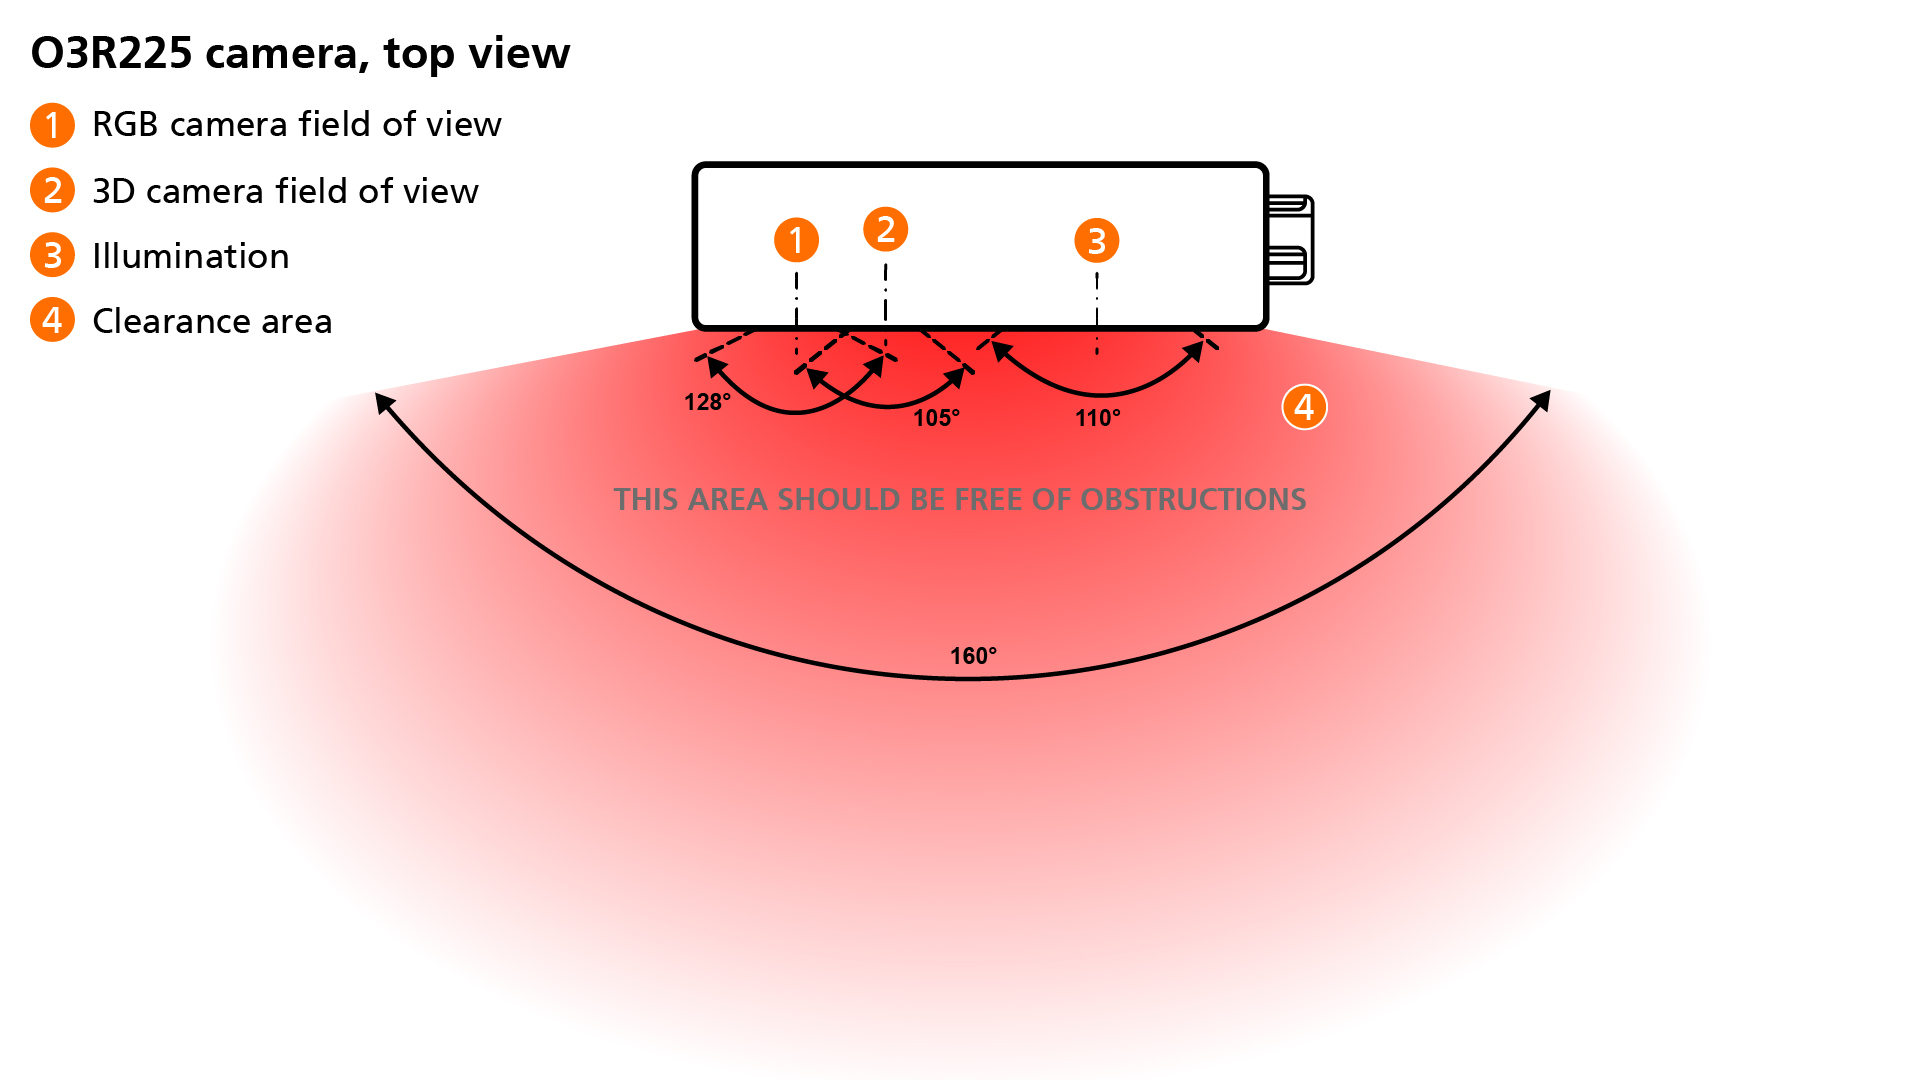 O3R225 camera, top view
1 RGB camera field of view
2 3D camera field of view
3 Illumination
4 Clearance area
1
2
3
4
128°
105°
110°
THIS AREA SHOULD BE FREE OF OBSTRUCTIONS
160°